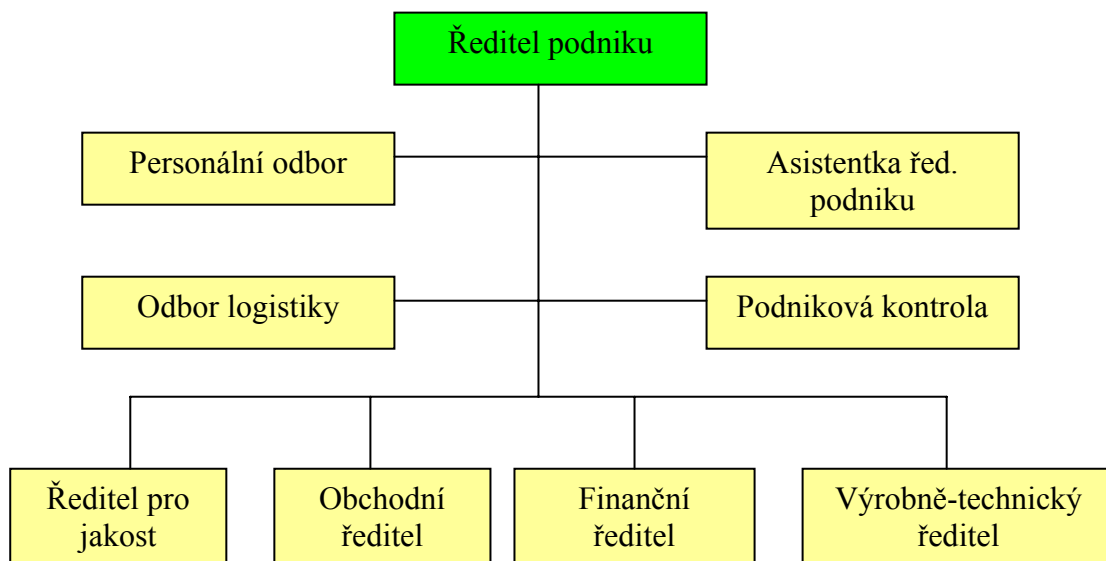 Ředitel podniku
Personální odbor
Asistentka řed.
podniku
Odbor logistiky
Podniková kontrola
Ředitel pro
jakost
Obchodní
ředitel
Finanční
ředitel
Výrobně-technický
ředitel